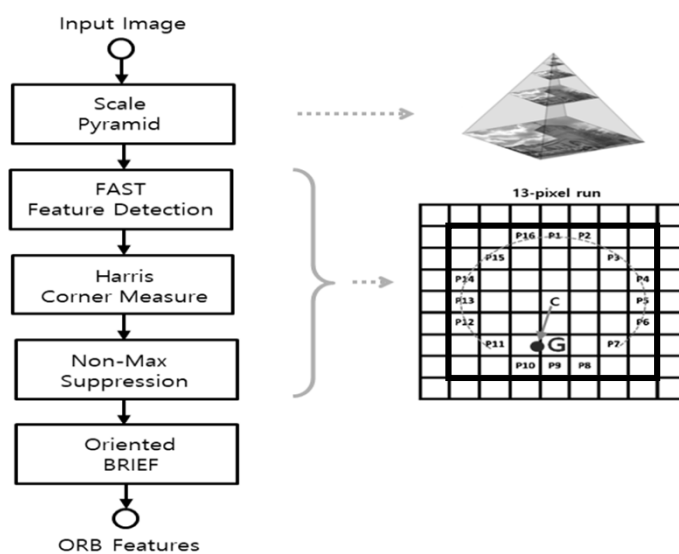 Input Image
Scale
Pyramid
FAST
Feature Detection
Harris
Corner Measure
Non-Max
Suppression
Oriented
BRIEF
ORB Features
13-pixel run
P16 P1 P2
P15 P3
P14 P4
P13 C P5
P12 P6
P11 G P7
P10 P9 P8